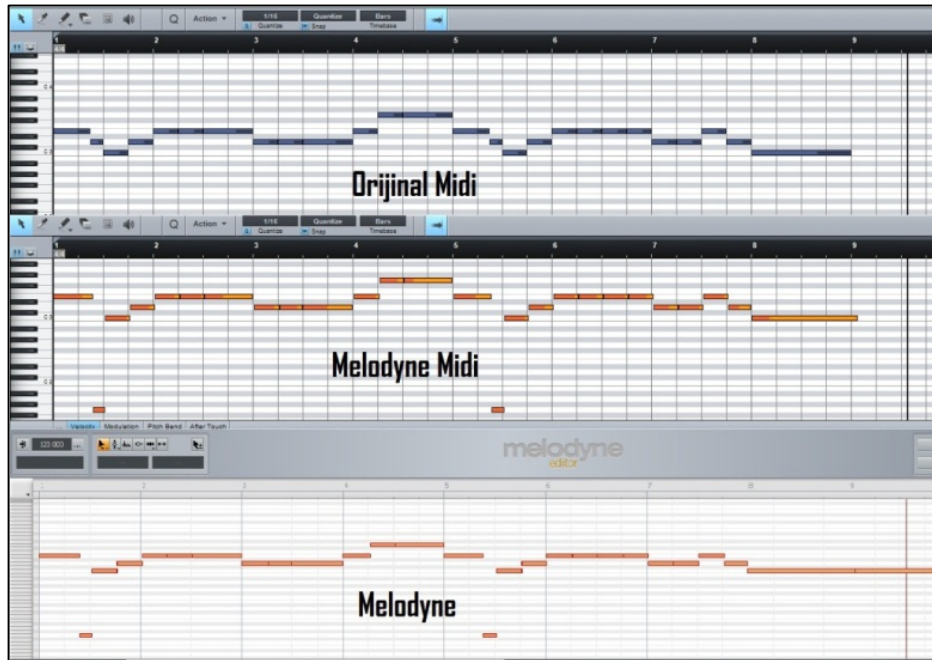 Q Action 1/16 Quantize Bars
Quantize Snap Timebase
1 2 3 4 5 6 7 8 9
Orijinal Midi
Q Action 1/16 Quantize Bars
Quantize Snap Timebase
1 2 3 4 5 6 7 8 9
Melodyne Midi
... Velocity Modulation Pitch Bend After Touch
melodyne
editor
1 2 3 4 5 6 7 8 9
Melodyne